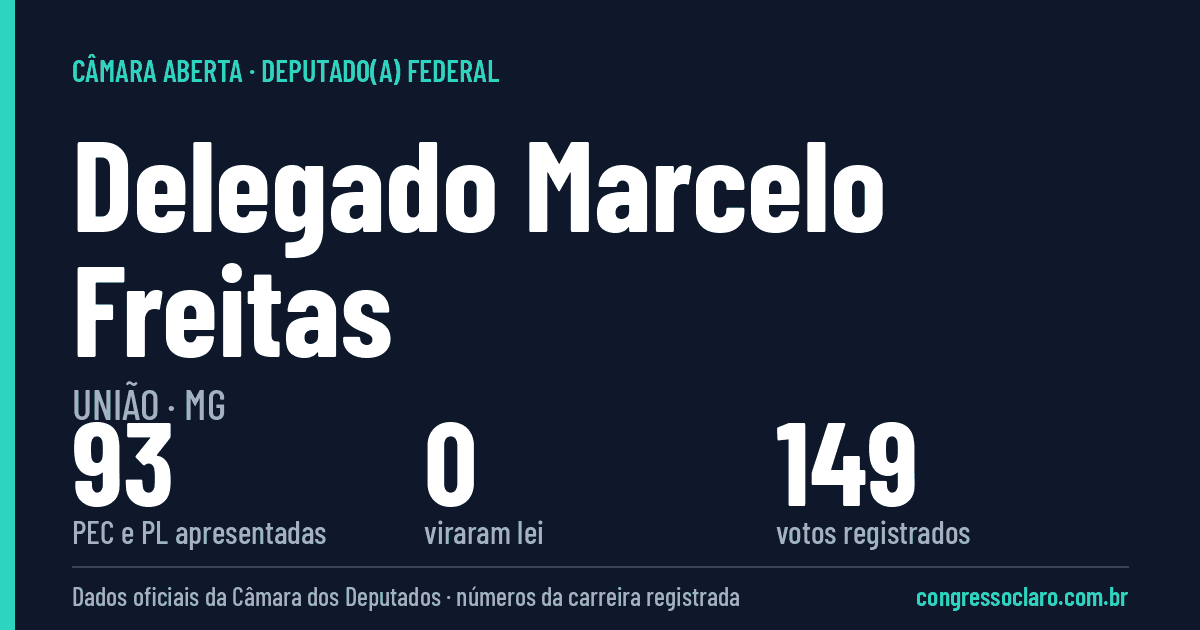 CÂMARA ABERTA · DEPUTADO(A) FEDERAL
Delegado Marcelo
Freitas
UNIÃO · MG
93 0 149
PEC e PL apresentadas viraram lei votos registrados
Dados oficiais da Câmara dos Deputados · números da carreira registrada congressoclaro.com.br